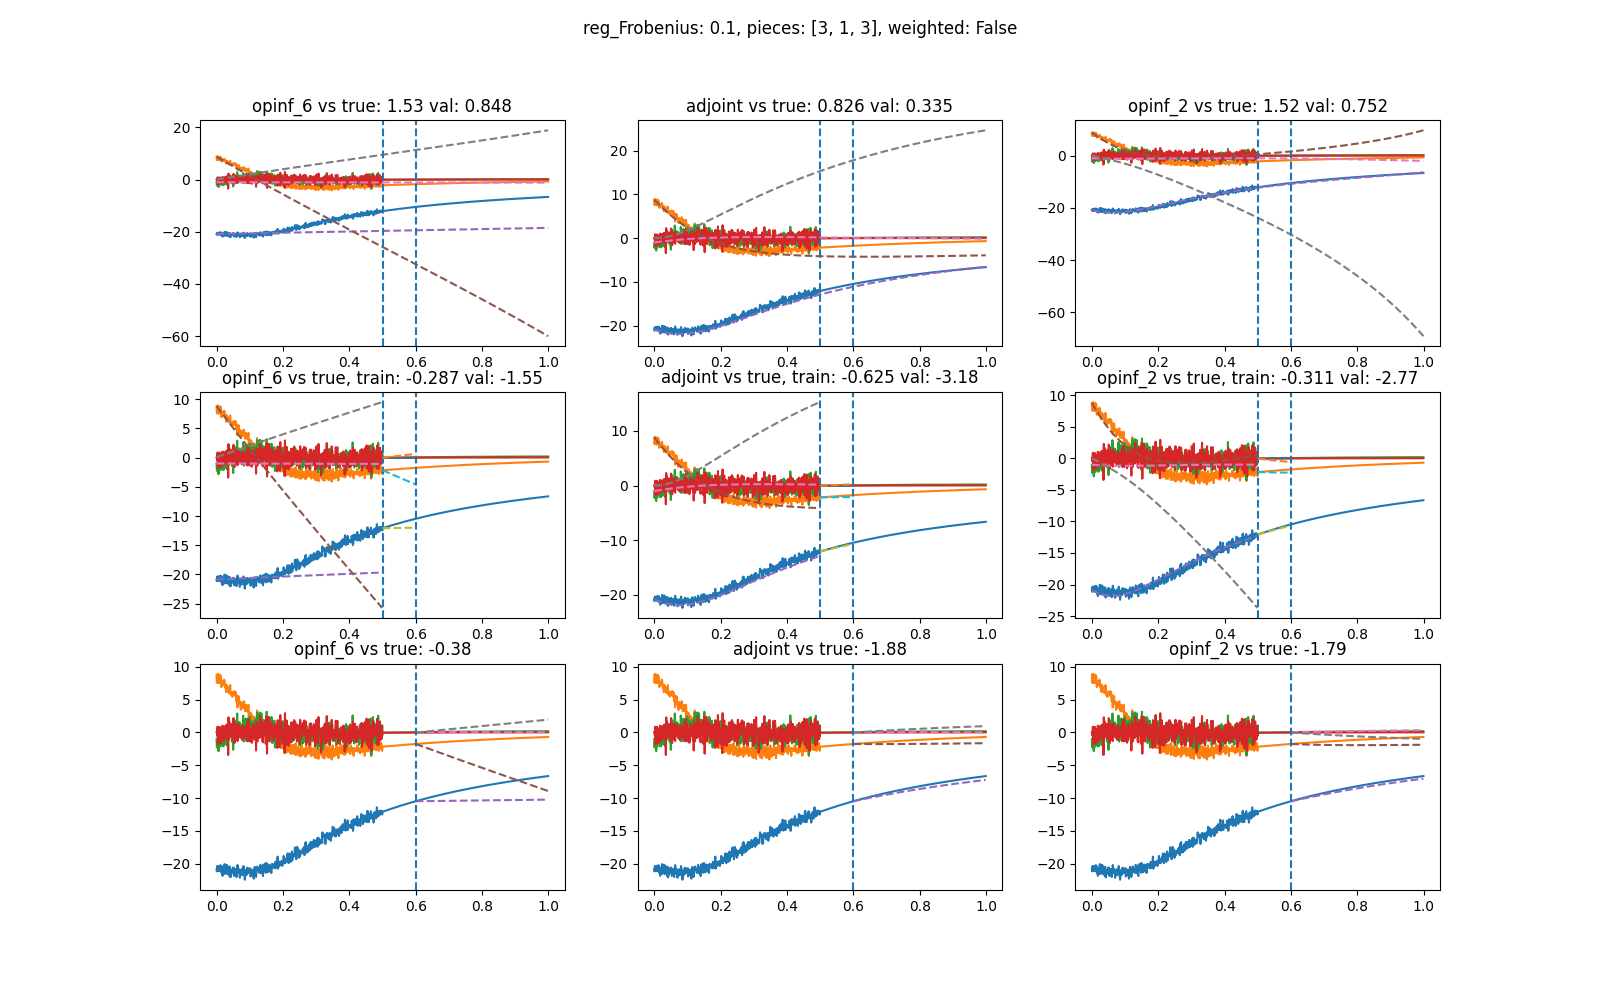 reg_Frobenius: 0.1, pieces: [3, 1, 3], weighted: False
opinf_6 vs true: 1.53 val: 0.848
adjoint vs true: 0.826 val: 0.335
opinf_2 vs true: 1.52 val: 0.752
20
0
−20
−40
−60
0.0 0.2 0.4 0.6 0.8 1.0
20
10
0
−10
−20
0.0 0.2 0.4 0.6 0.8 1.0
0
−20
−40
−60
0.0 0.2 0.4 0.6 0.8 1.0
opinf_6 vs true, train: -0.287 val: -1.55
adjoint vs true, train: -0.625 val: -3.18
opinf_2 vs true, train: -0.311 val: -2.77
10
5
0
−5
−10
−15
−20
−25
0.0 0.2 0.4 0.6 0.8 1.0
10
0
−10
−20
0.0 0.2 0.4 0.6 0.8 1.0
10
5
0
−5
−10
−15
−20
−25
0.0 0.2 0.4 0.6 0.8 1.0
opinf_6 vs true: -0.38
adjoint vs true: -1.88
opinf_2 vs true: -1.79
10
5
0
−5
−10
−15
−20
0.0 0.2 0.4 0.6 0.8 1.0
10
5
0
−5
−10
−15
−20
0.0 0.2 0.4 0.6 0.8 1.0
10
5
0
−5
−10
−15
−20
0.0 0.2 0.4 0.6 0.8 1.0